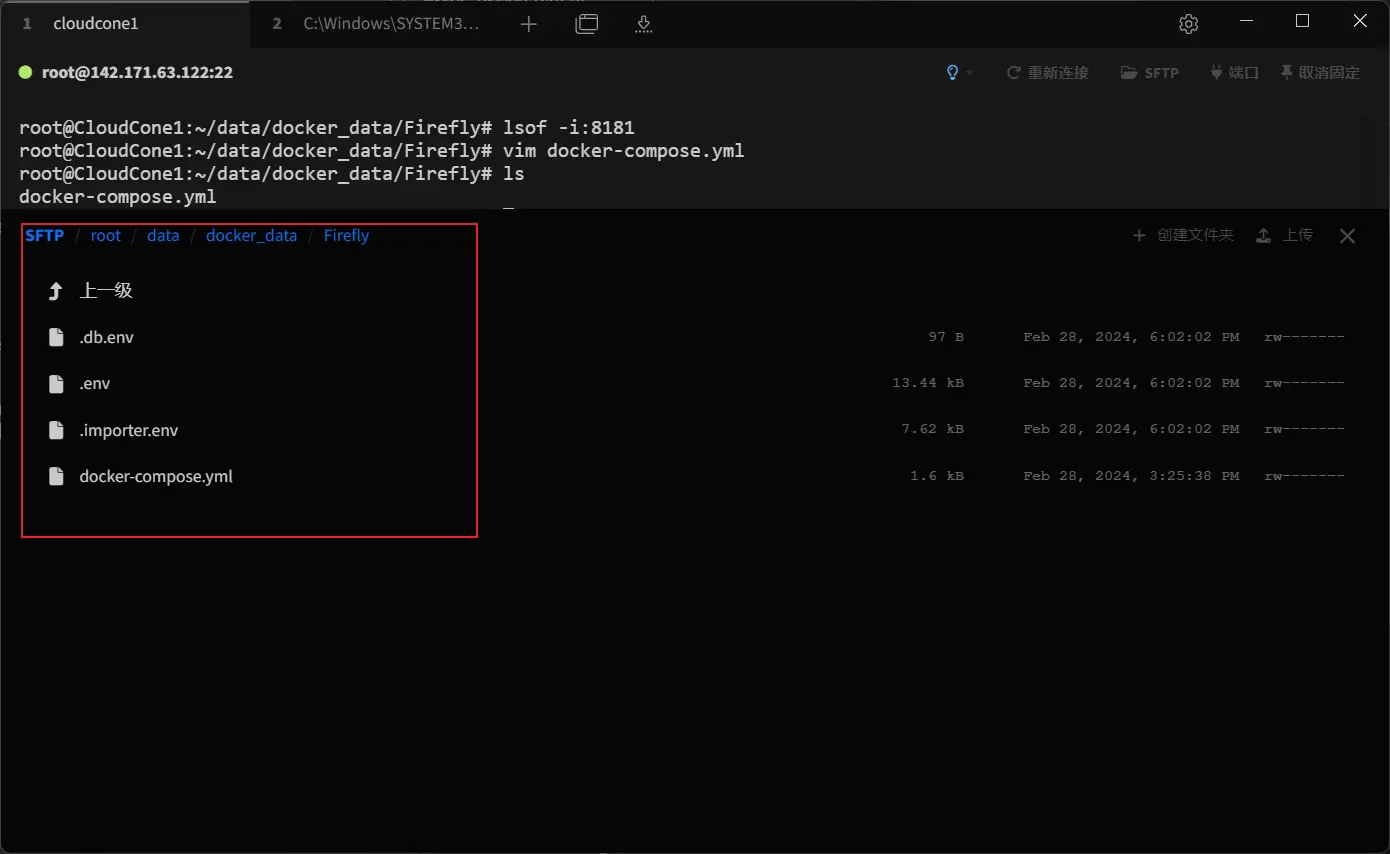 1 cloudcone1 2 C:\Windows\SYSTEM3...
root@142.171.63.122:22 重新连接 SFTP 端口 取消固定
root@CloudCone1:~/data/docker_data/Firefly# lsof -i:8181
root@CloudCone1:~/data/docker_data/Firefly# vim docker-compose.yml
root@CloudCone1:~/data/docker_data/Firefly# ls
docker-compose.yml
SFTP / root / data / docker_data / Firefly + 创建文件夹 上传
上一级
.db.env 97 B Feb 28, 2024, 6:02:02 PM rw-------
.env 13.44 kB Feb 28, 2024, 6:02:02 PM rw-------
.importer.env 7.62 kB Feb 28, 2024, 6:02:02 PM rw-------
docker-compose.yml 1.6 kB Feb 28, 2024, 3:25:38 PM rw-------